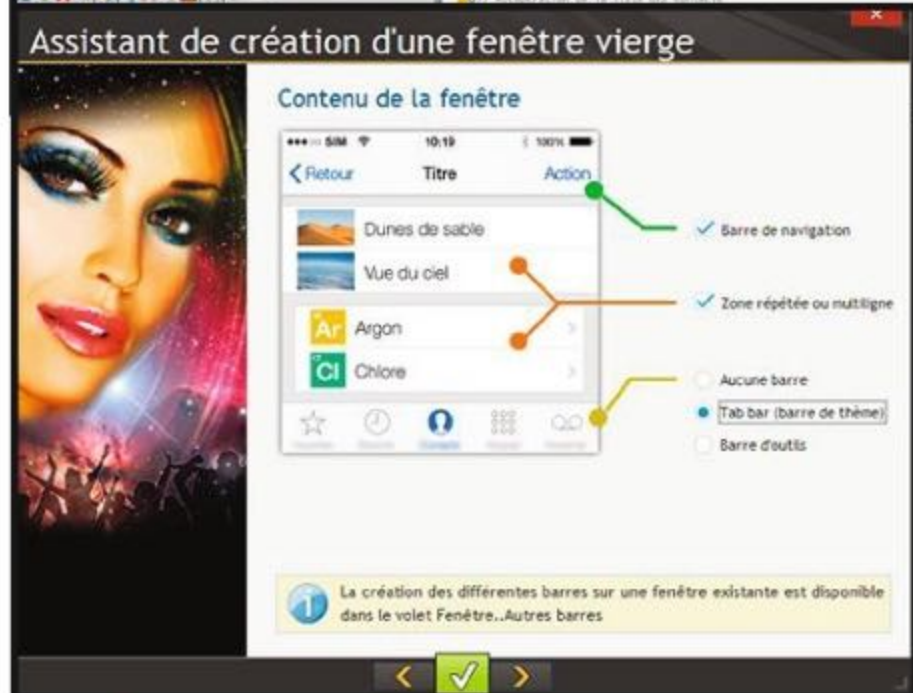 Assistant de création d'une fenêtre vierge
Contenu de la fenêtre
SIM 10:19 100%
Retour Titre Action
Dunes de sable
Vue du ciel
Ar Argon
Cl Chlore
Barre de navigation
Zone répétée ou multiligne
Aucune barre
Tab bar (barre de thème)
Barre d'outils
La création des différentes barres sur une fenêtre existante est disponible
dans le volet Fenêtre..Autres barres